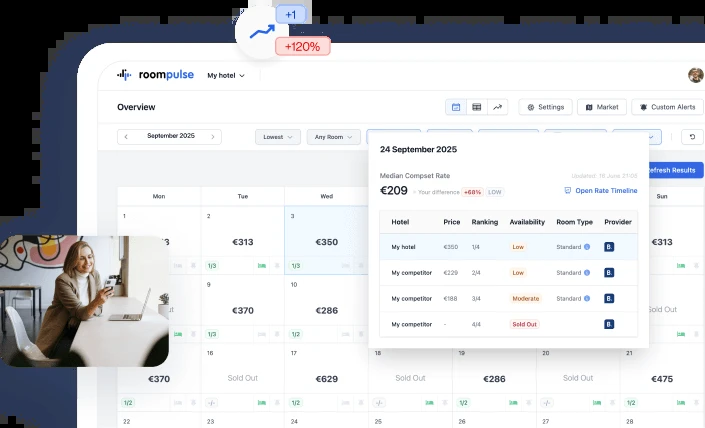 +1
+120%
roompulse
My hotel
Overview
Settings
Market
Custom Alerts
September 2025
Lowest
Any Room
24 September 2025
Median Compset Rate
Updated: 16 June 21:06
€209
Your difference
+68%
LOW
Open Rate Timeline
Refresh Results
Hotel Price Ranking Availability Room Type Provider
My hotel €350 1/4 Low Standard B.
My competitor €229 2/4 Low Standard B.
My competitor €188 3/4 Moderate Standard B.
My competitor - 4/4 Sold Out B.
Mon Tue Wed Sun
1 2 3
€313 €350 €313
1/3 1/3
9 10
€370 €286 Sold Out
1/3 1/2
16 17 18 19 20 21
€370 Sold Out €629 Sold Out €286 Sold Out €475
1/2 -/- 1/2 -/- 1/2 -/- 1/2
22 23 24 25 26 27 28